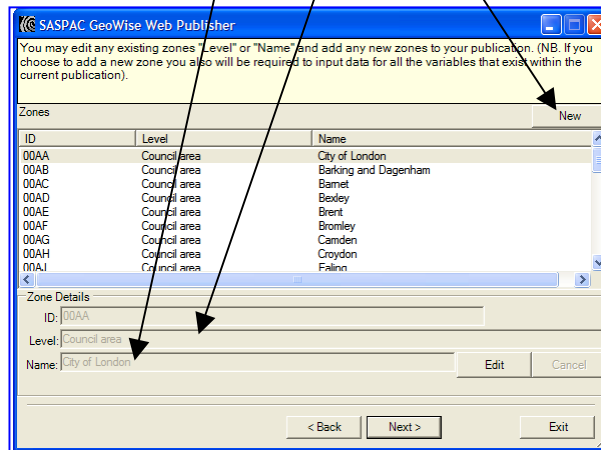 SASPAC GeoWise Web Publisher
You may edit any existing zones "Level" or "Name" and add any new zones to your publication. (NB. If you
choose to add a new zone you also will be required to input data for all the variables that exist within the
current publication).
Zones
New
ID Level Name
00AA Council area City of London
00AB Council area Barking and Dagenham
00AC Council area Barnet
00AD Council area Bexley
00AE Council area Brent
00AF Council area Bromley
00AG Council area Camden
00AH Council area Croydon
00AJ Council area Ealing
Zone Details
ID: 00AA
Level: Council area
Name: City of London Edit Cancel
< Back Next > Exit